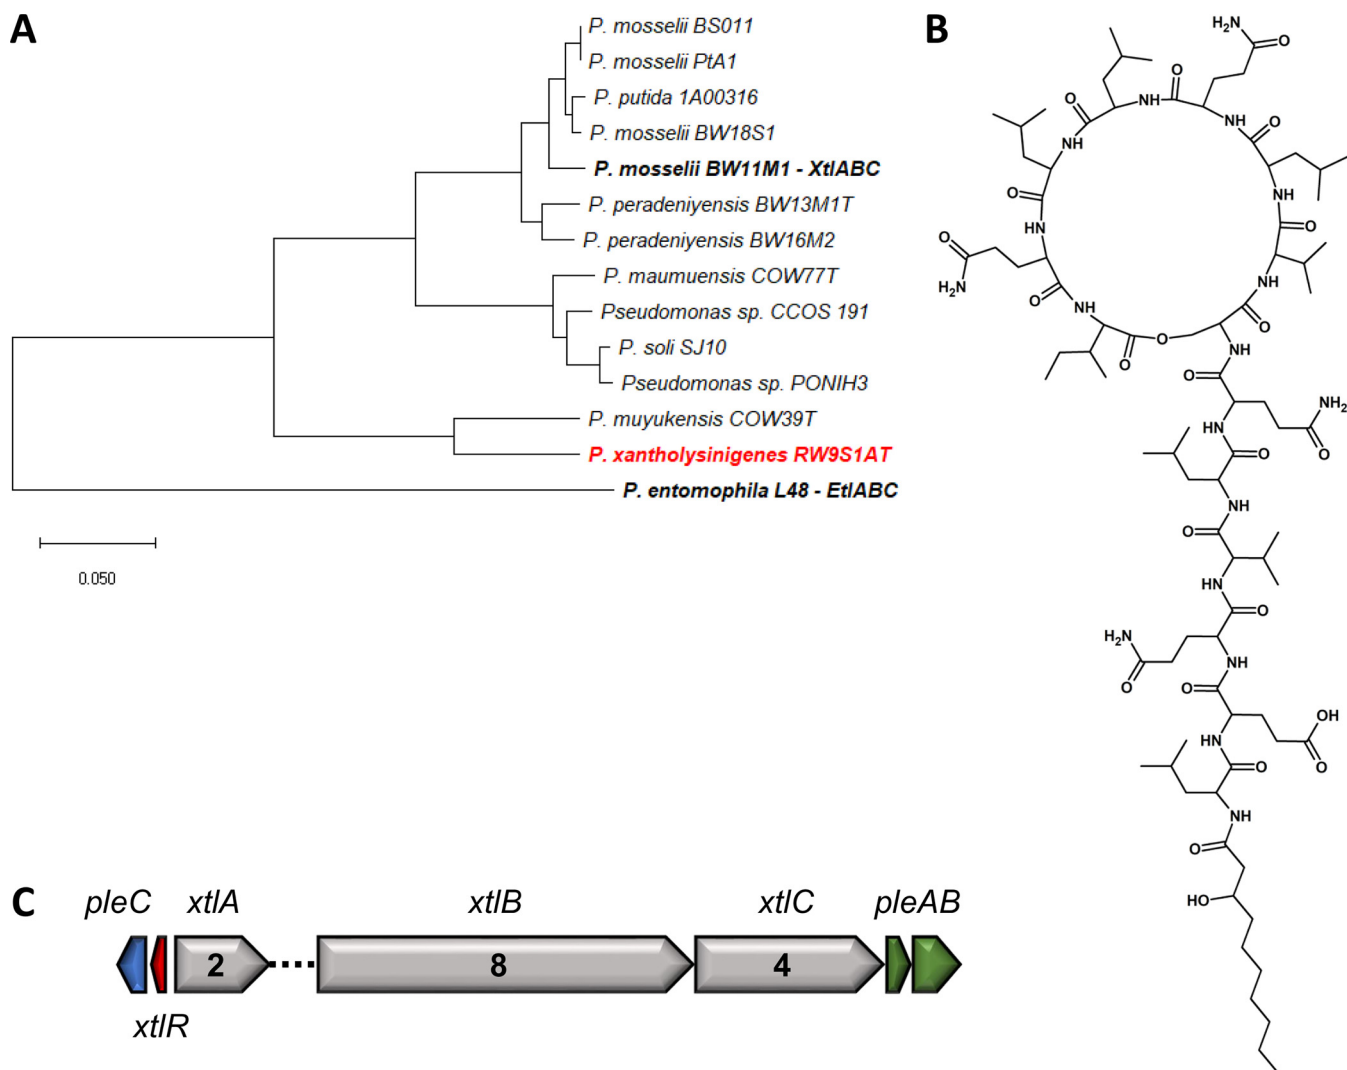 A
P. mosselii BS011
P. mosselii PtA1
P. putida 1A00316
P. mosselii BW18S1
P. mosselii BW11M1 - XtlABC
P. peradeniyensis BW13M1T
P. peradeniyensis BW16M2
P. maumuensis COW77T
Pseudomonas sp. CCOS 191
P. soli SJ10
Pseudomonas sp. PONIH3
P. muyukensis COW39T
P. xantholysinigenes RW9S1AT
P. entomophila L48 - EtlABC
0.050
B
H₂N
O
O
NH
O
NH
NH
O
O
NH
O
NH
O
HN
O
NH
H₂N
O
NH
O
O
O
NH
O
NH₂
HN
O
O
NH
O
HN
O
H₂N
O
NH
O
OH
HN
O
O
NH
O
HO
C
pleC
xtlA
xtlB
xtlC
pleAB
2
8
4
xtlR